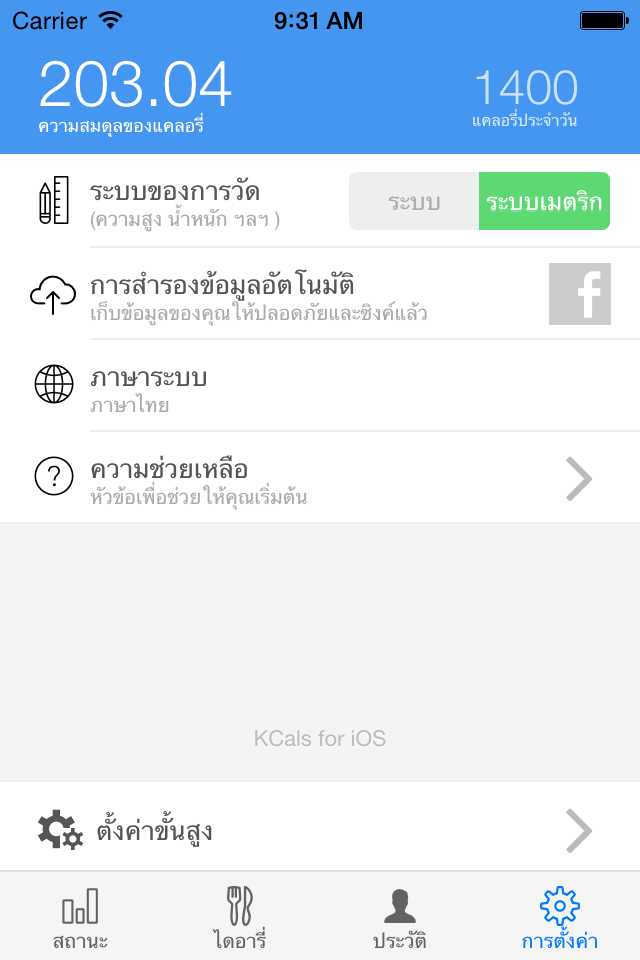 Carrier 9:31 AM
203.04 1400
ความสมดุลของแคลอรี่ แคลอรี่ประจำวัน
ระบบของการวัด
(ความสูง น้ำหนัก ฯลฯ )
ระบบ ระบบเมตริก
การสำรองข้อมูลอัตโนมัติ
เก็บข้อมูลของคุณให้ปลอดภัยและซิงค์แล้ว
f
ภาษาระบบ
ภาษาไทย
ความช่วยเหลือ
หัวข้อเพื่อช่วยให้คุณเริ่มต้น
KCals for iOS
ตั้งค่าขั้นสูง
สถานะ ไดอารี่ ประวัติ การตั้งค่า